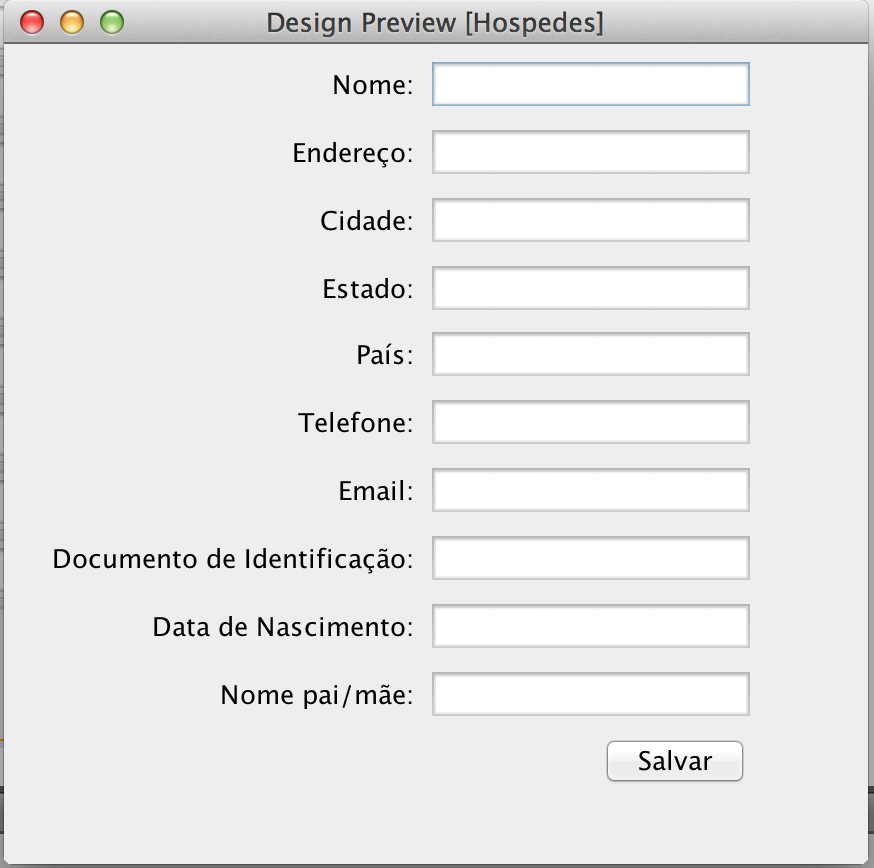 Design Preview [Hospedes]
Nome:
Endereço:
Cidade:
Estado:
País:
Telefone:
Email:
Documento de Identificação:
Data de Nascimento:
Nome pai/mãe:
Salvar